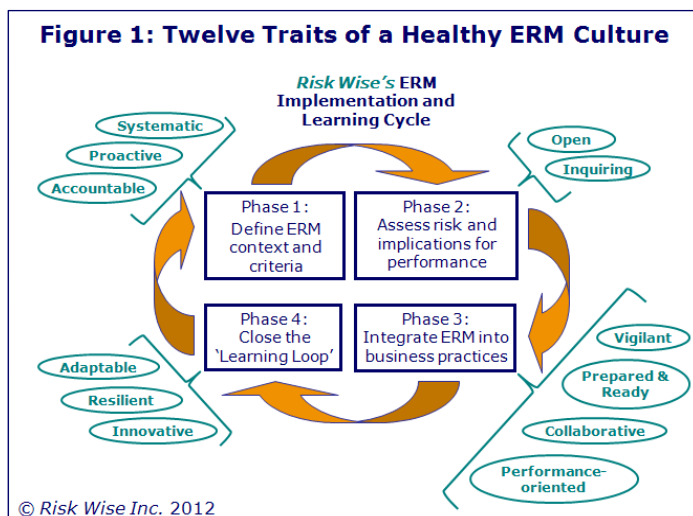 Figure 1: Twelve Traits of a Healthy ERM Culture
Risk Wise's ERM
Implementation and
Learning Cycle
Systematic
Proactive
Accountable
Open
Inquiring
Phase 1:
Define ERM
context and
criteria
Phase 2:
Assess risk and
implications for
performance
Phase 4:
Close the
'Learning Loop'
Phase 3:
Integrate ERM into
business practices
Adaptable
Resilient
Innovative
Vigilant
Prepared &
Ready
Collaborative
Performance-
oriented
© Risk Wise Inc. 2012